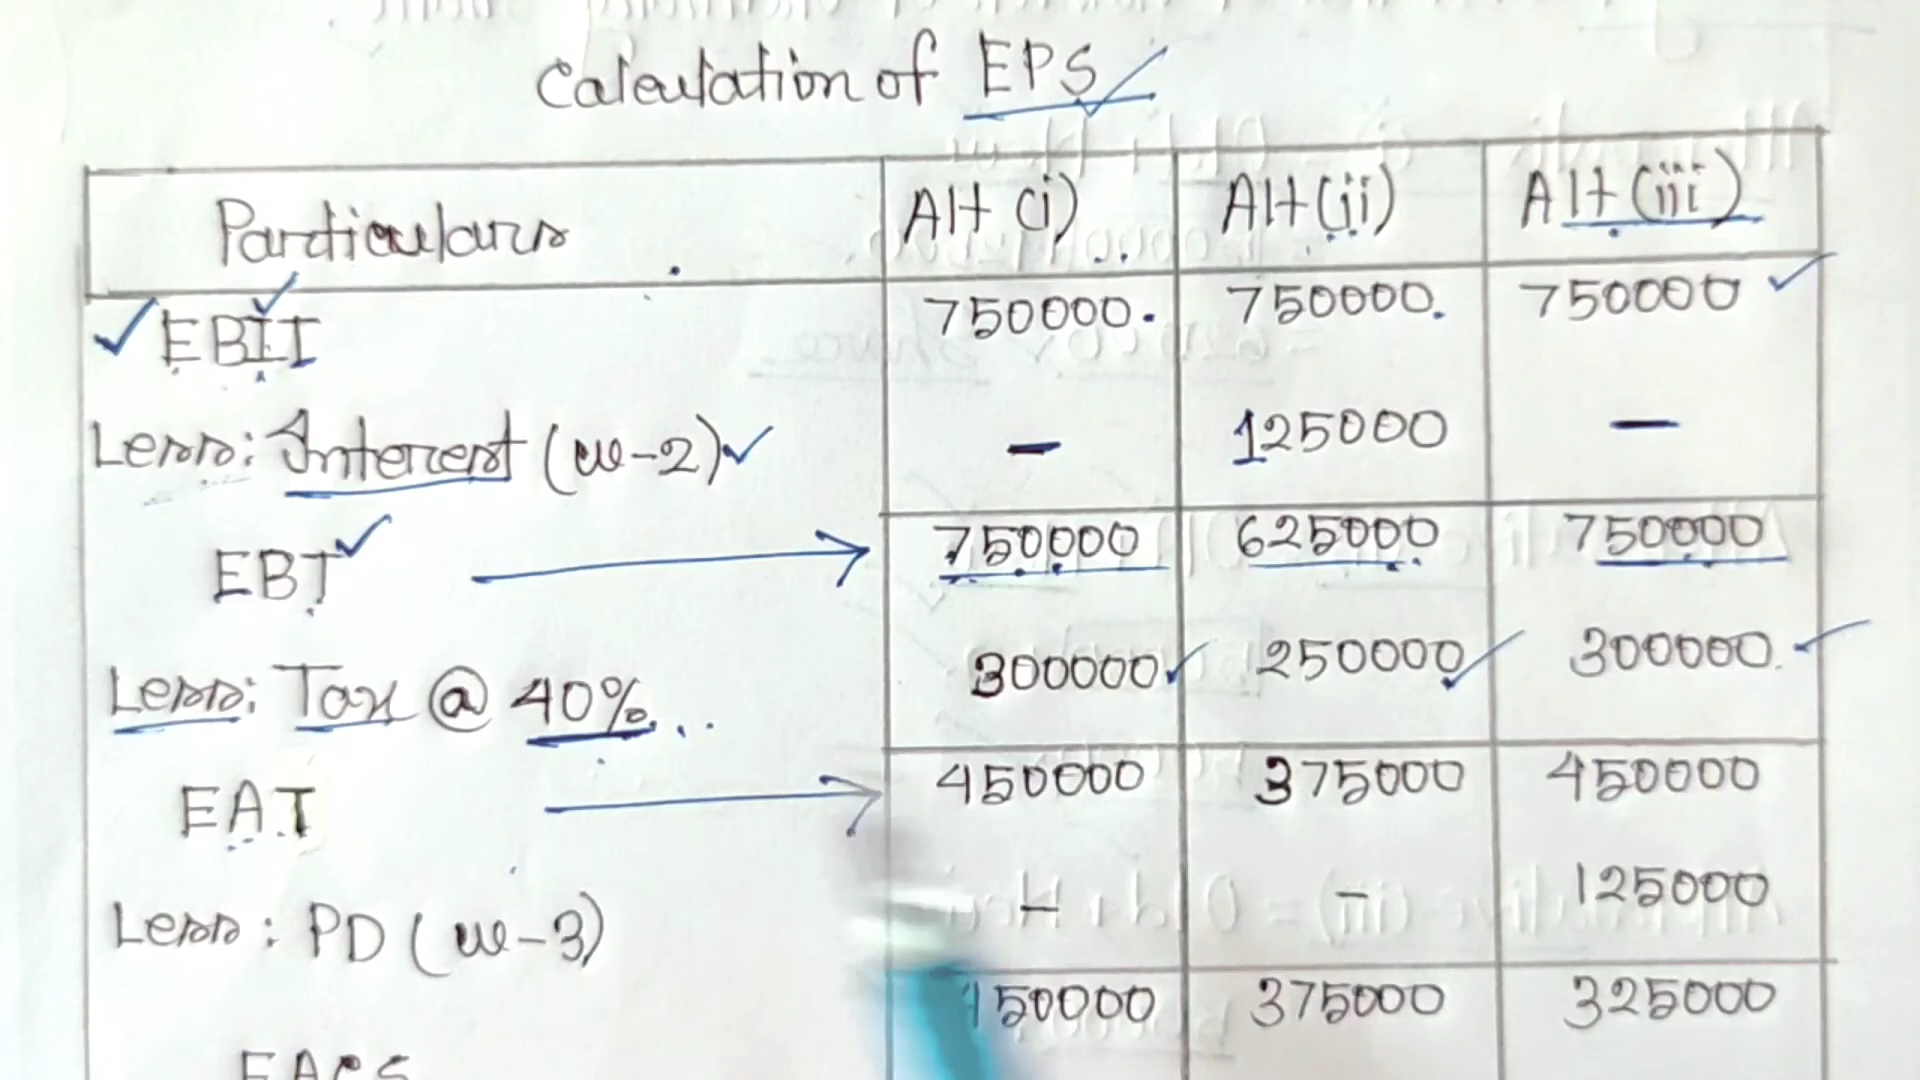 Calculation of EPS
Particulars Alt (i) Alt (ii) Alt (iii)
EBIT 750000 750000 750000
Less: Interest (w-2) - 125000 -
EBT 750000 625000 750000
Less: Tax @ 40% 300000 250000 300000
EAT 450000 375000 450000
Less: PD (w-3) - - 125000
450000 375000 325000
EACS